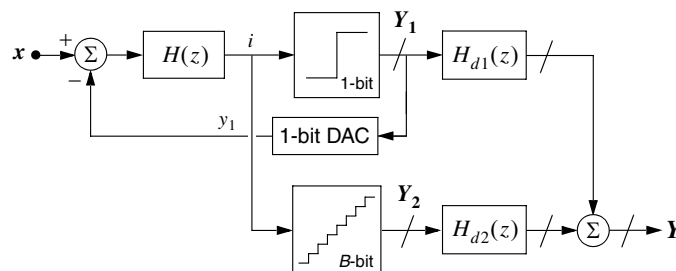 Y1
x + Σ H(z) i 1-bit Hd1(z)
−
y1 1-bit DAC
Y2
B-bit Hd2(z) Σ Y